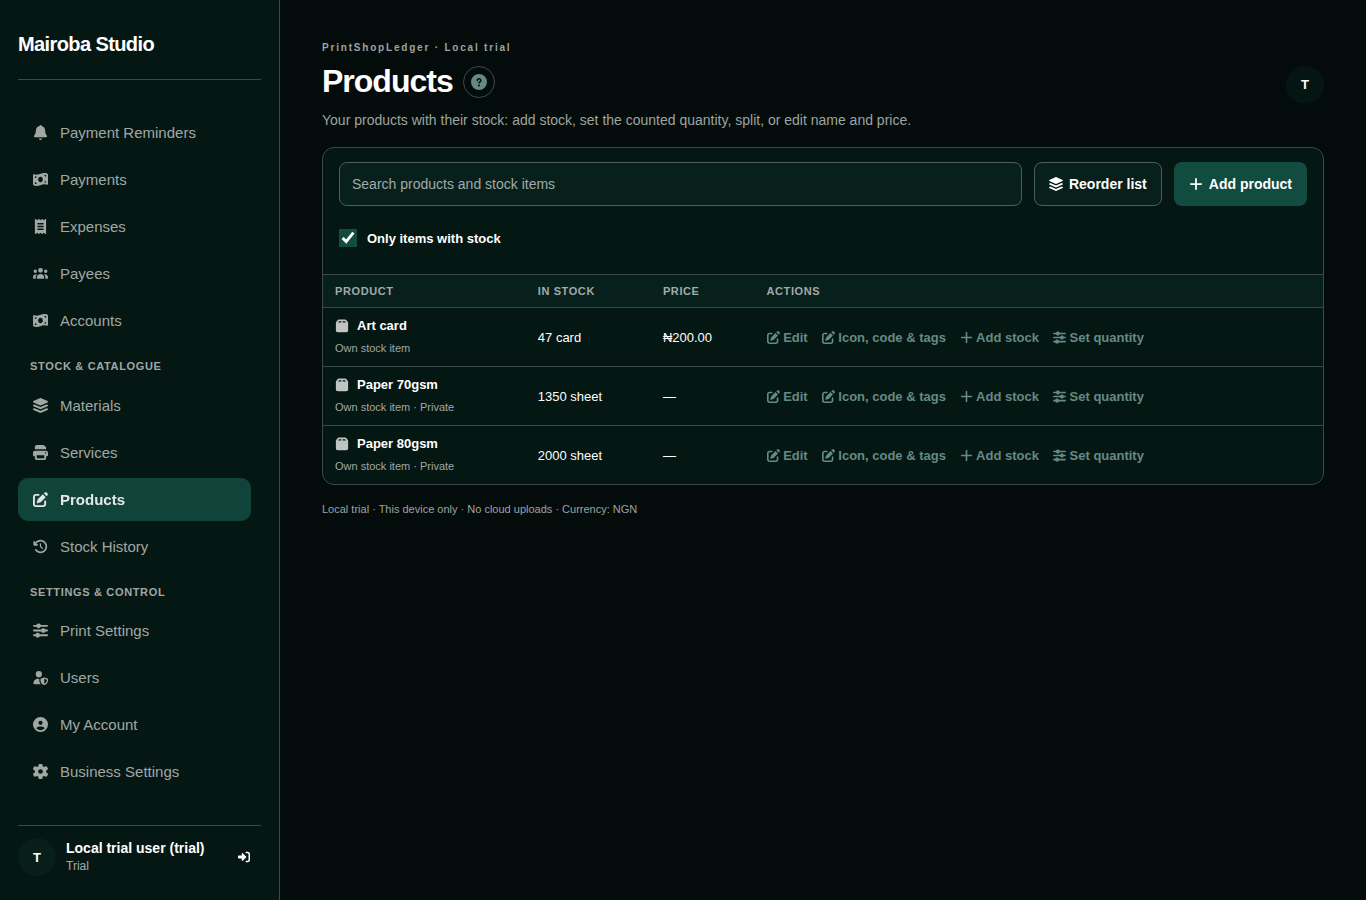 Mairoba Studio
Payment Reminders
Payments
Expenses
Payees
Accounts
STOCK & CATALOGUE
Materials
Services
Products
Stock History
SETTINGS & CONTROL
Print Settings
Users
My Account
Business Settings
T
Local trial user (trial)
Trial
PrintShopLedger · Local trial
Products ?
T
Your products with their stock: add stock, set the counted quantity, split, or edit name and price.
Search products and stock items
Reorder list
Add product
Only items with stock
PRODUCT IN STOCK PRICE ACTIONS
Art card
Own stock item
47 card ₦200.00 Edit Icon, code & tags Add stock Set quantity
Paper 70gsm
Own stock item · Private
1350 sheet — Edit Icon, code & tags Add stock Set quantity
Paper 80gsm
Own stock item · Private
2000 sheet — Edit Icon, code & tags Add stock Set quantity
Local trial · This device only · No cloud uploads · Currency: NGN